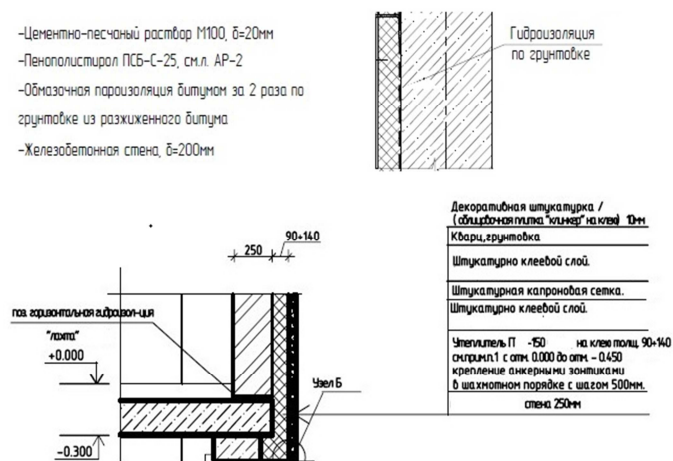 -Цементно-песчаный раствор М100, δ=20мм
-Пенополистирол ПСБ-С-25, см.л. АР-2
-Обмазочная пароизоляция битумом за 2 раза по
грунтовке из разжиженного битума
-Железобетонная стена, δ=200мм
Гидроизоляция
по грунтовке
Декоративная штукатурка /
(облицовочная плитка "клинкер" на клею) 10мм
Кварц,грунтовка
Штукатурно клеевой слой.
Штукатурная капроновая сетка.
Штукатурно клеевой слой.
Утеплитель ПГ -150 на клею толщ. 90+140
см.прим.п.1 с отм. 0.000 до отм. - 0.450
крепление анкерными зонтиками
в шахмотном порядке с шагом 500мм.
стена 250мм
90+140
250
поз. горизонтальная гидроизол-ция
"лахта"
+0.000
Узел Б
-0.300